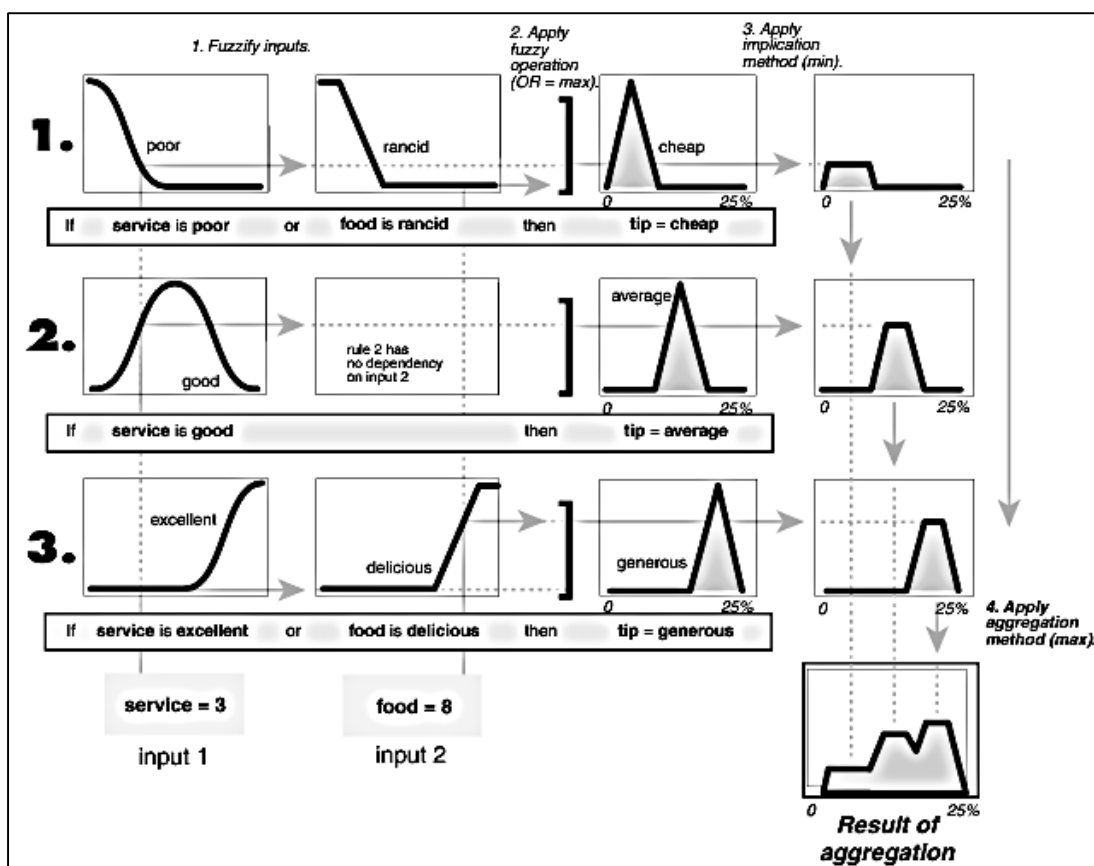 1. Fuzzify inputs.
2. Apply
fuzzy
operation
(OR = max).
3. Apply
implication
method (min).
1.
poor
rancid
cheap
0 25%
0 25%
If service is poor or food is rancid then tip = cheap
2.
good
rule 2 has
no dependency
on input 2
average
0 25%
0 25%
If service is good then tip = average
3.
excellent
delicious
generous
0 25%
0 25%
If service is excellent or food is delicious then tip = generous
4. Apply
aggregation
method (max).
service = 3
food = 8
input 1
input 2
0 25%
Result of
aggregation